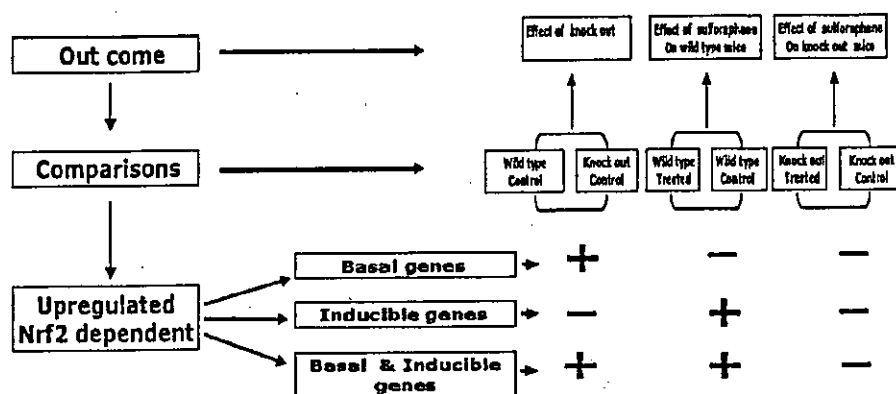 Out come
Effect of knock out
Effect of sulforaphene
On wild type mice
Effect of sulforaphene
On knock out mice
Comparisons
Wild type
Control
Knock out
Control
Wild type
Treated
Wild type
Control
Knock out
Treated
Knock out
Control
Upregulated
Nrf2 dependent
Basal genes
+ − −
Inducible genes
− + −
Basal & Inducible
genes
+ + −